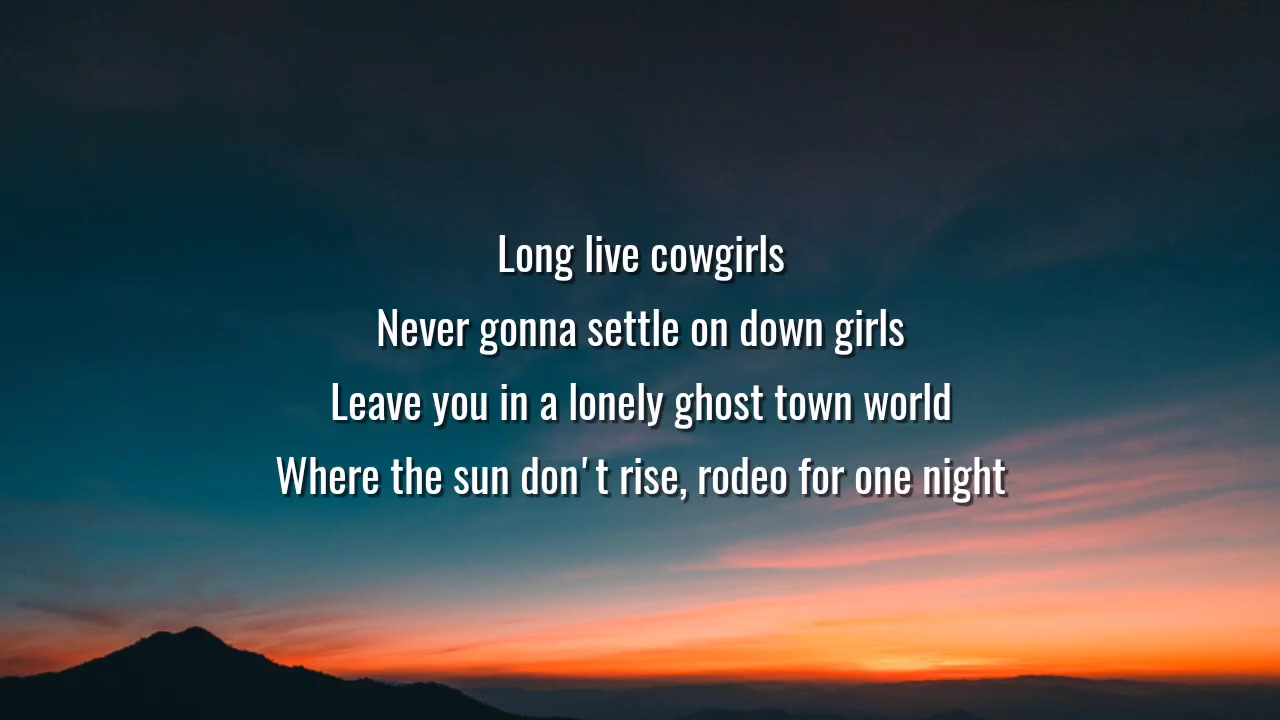 Long live cowgirls
Never gonna settle on down girls
Leave you in a lonely ghost town world
Where the sun don't rise, rodeo for one night